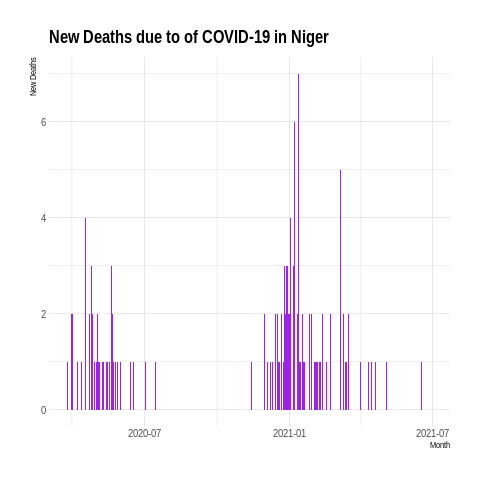 New Deaths due to of COVID-19 in Niger
New Deaths
6
4
2
0
2020-07
2021-01
2021-07
Month